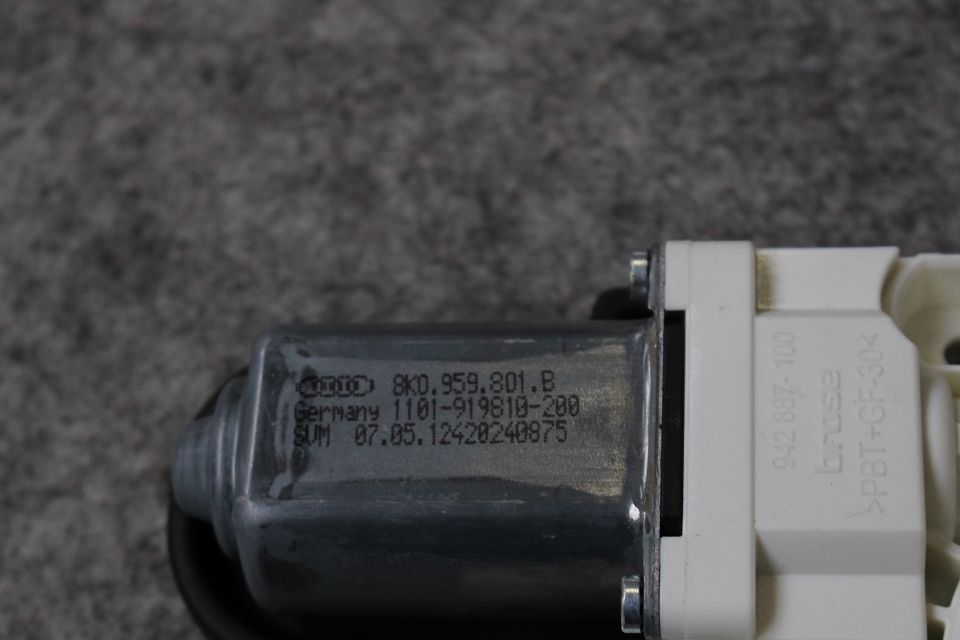 8K0.959.801.B
Germany 1101-919810-200
SVM 07.05.12420240875
942 887-100
brose
>PBT+GF-30<